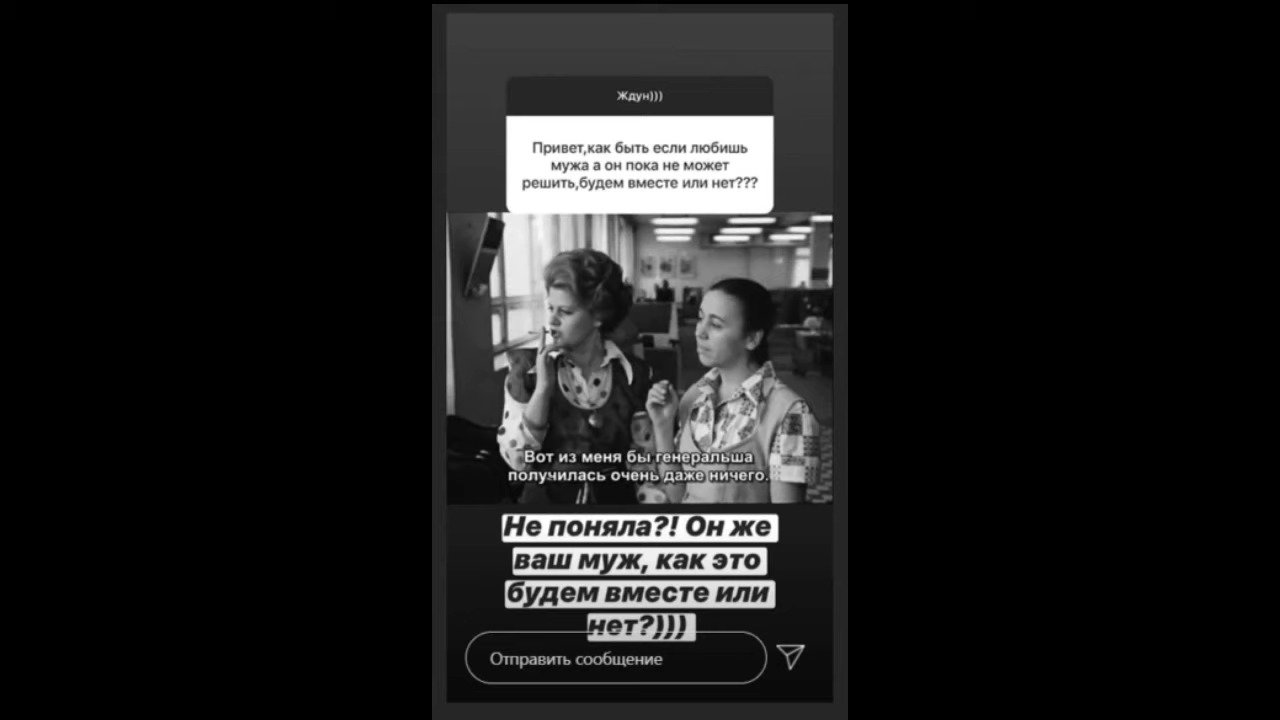 Ждун)))
Привет,как быть если любишь
мужа а он пока не может
решить,будем вместе или нет???
Вот из меня бы генеральша
получилась очень даже ничего.
Не поняла?! Он же
ваш муж, как это
будем вместе или
нет?)))
Отправить сообщение